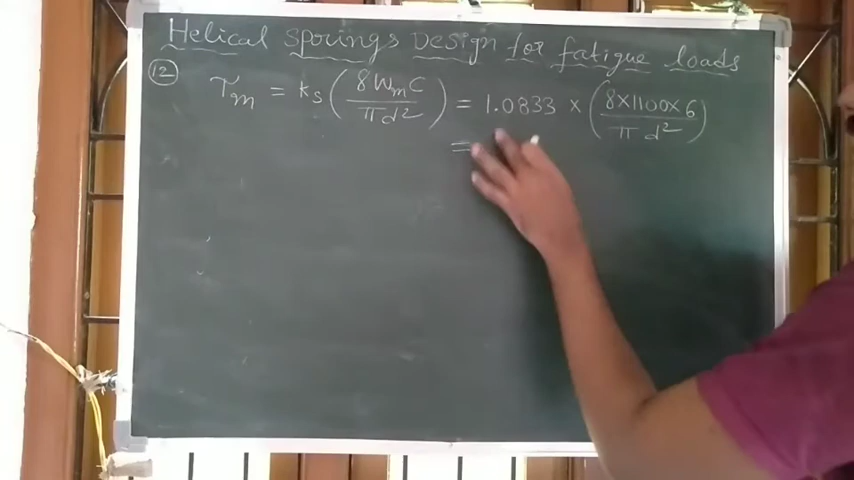 Helical springs Design for fatigue loads
12 τm = ks (8WmC / πd²) = 1.0833 × (8×1100×6 / πd²)
=